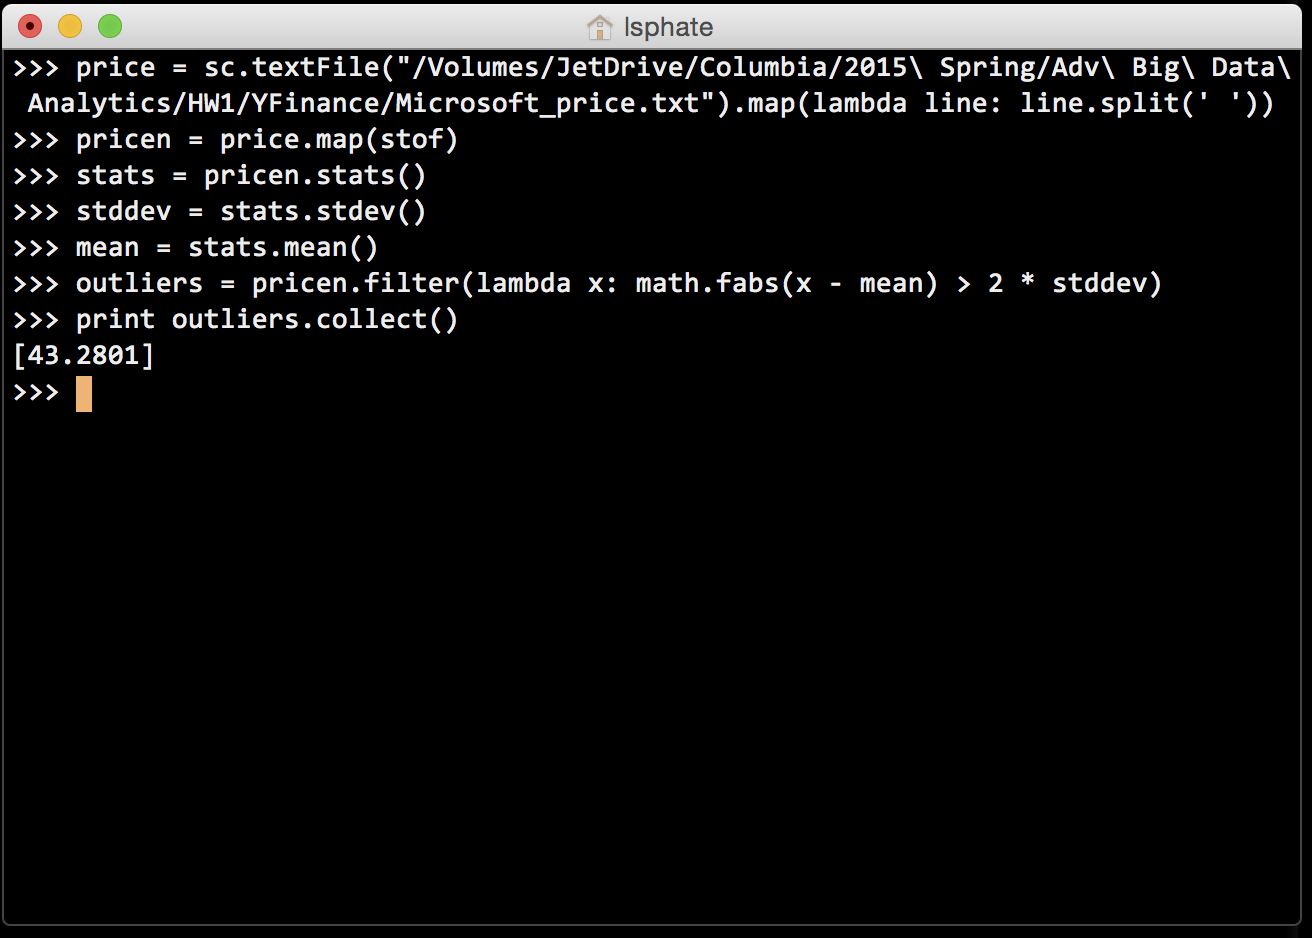 lsphate
>>> price = sc.textFile("/Volumes/JetDrive/Columbia/2015\ Spring/Adv\ Big\ Data\
 Analytics/HW1/YFinance/Microsoft_price.txt").map(lambda line: line.split(' '))
>>> pricen = price.map(stof)
>>> stats = pricen.stats()
>>> stddev = stats.stdev()
>>> mean = stats.mean()
>>> outliers = pricen.filter(lambda x: math.fabs(x - mean) > 2 * stddev)
>>> print outliers.collect()
[43.2801]
>>>